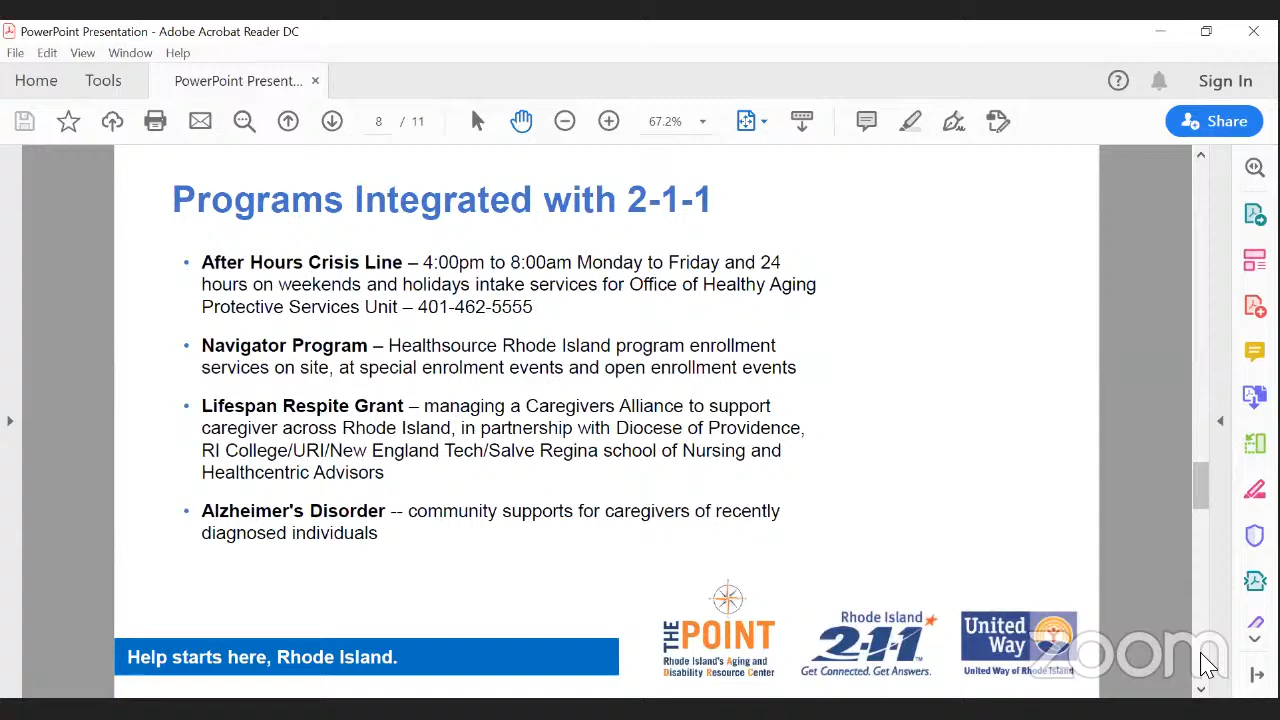 PowerPoint Presentation - Adobe Acrobat Reader DC
File Edit View Window Help
Home Tools PowerPoint Present... × Sign In
8 / 11 67.2% Share
Programs Integrated with 2-1-1
• After Hours Crisis Line – 4:00pm to 8:00am Monday to Friday and 24
hours on weekends and holidays intake services for Office of Healthy Aging
Protective Services Unit – 401-462-5555
• Navigator Program – Healthsource Rhode Island program enrollment
services on site, at special enrolment events and open enrollment events
• Lifespan Respite Grant – managing a Caregivers Alliance to support
caregiver across Rhode Island, in partnership with Diocese of Providence,
RI College/URI/New England Tech/Salve Regina school of Nursing and
Healthcentric Advisors
• Alzheimer's Disorder -- community supports for caregivers of recently
diagnosed individuals
Help starts here, Rhode Island.
THE POINT
Rhode Island's Aging and
Disability Resource Center
Rhode Island
2-1-1™
Get Connected. Get Answers.
United
Way
United Way of Rhode Island
zoom